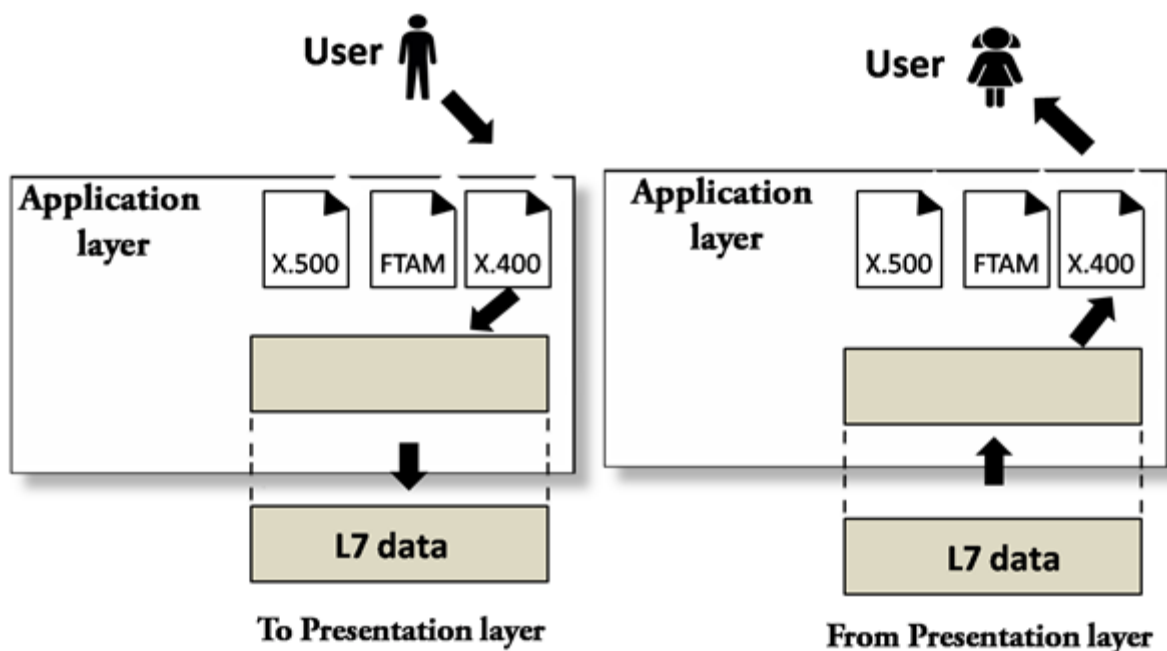 User
Application
layer
X.500 FTAM X.400
L7 data
To Presentation layer
User
Application
layer
X.500 FTAM X.400
L7 data
From Presentation layer